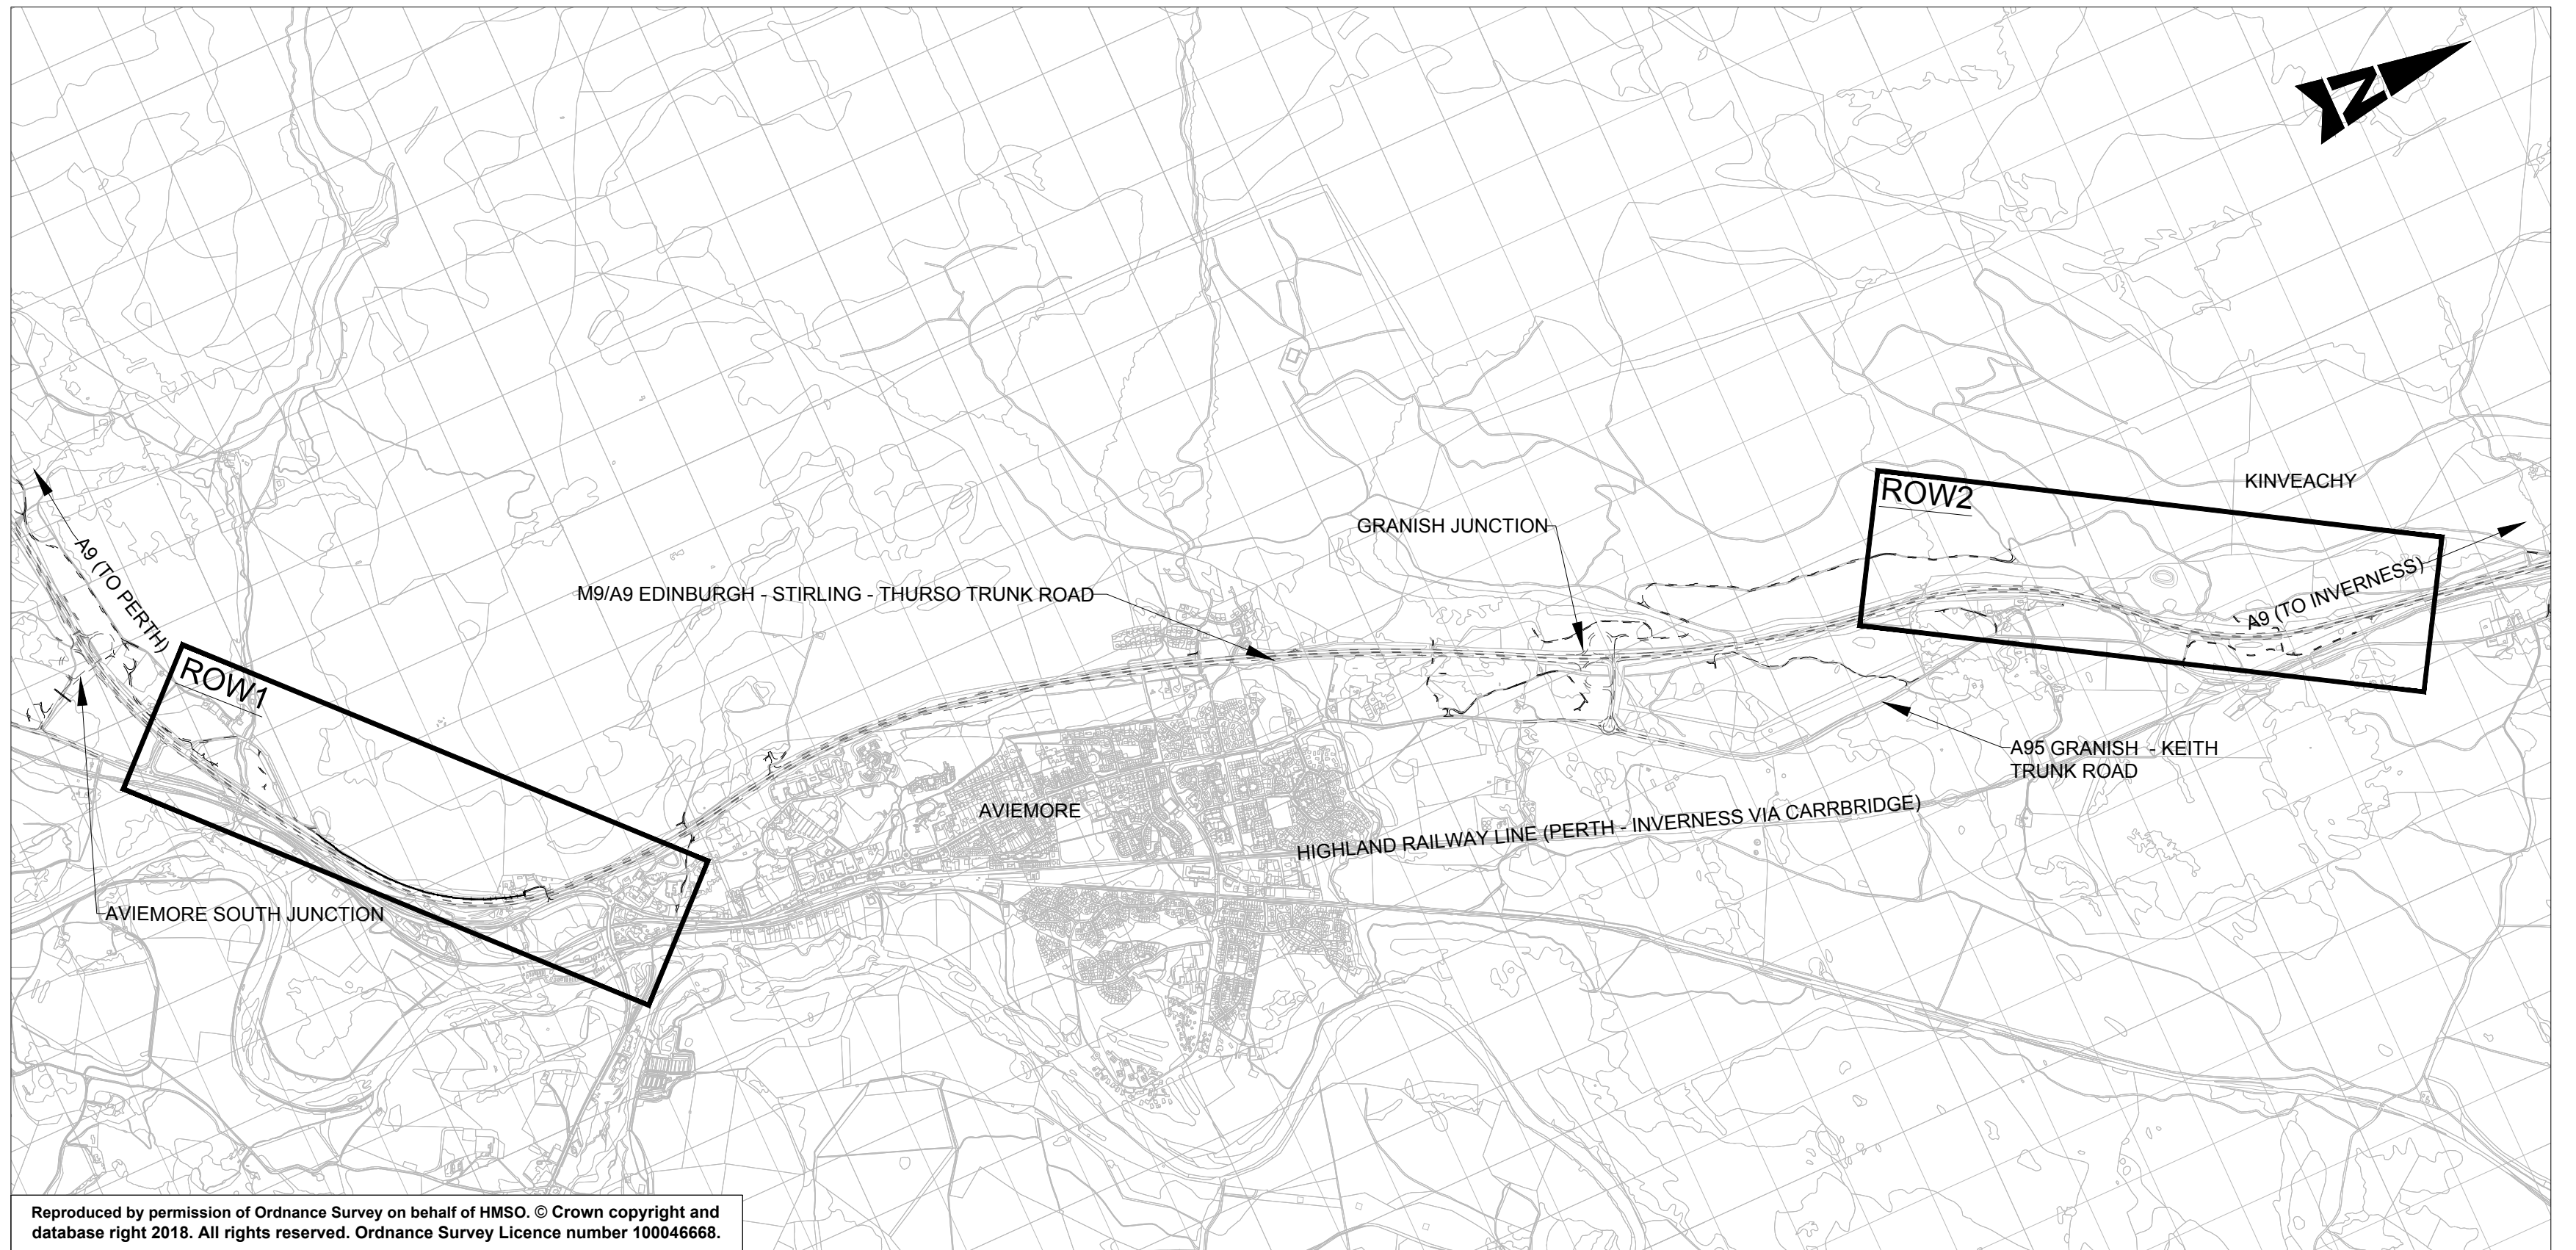 N
ROW2
KINVEACHY
GRANISH JUNCTION
A9 (TO PERTH)
M9/A9 EDINBURGH - STIRLING - THURSO TRUNK ROAD
A9 (TO INVERNESS)
ROW1
A95 GRANISH - KEITH
TRUNK ROAD
AVIEMORE
HIGHLAND RAILWAY LINE (PERTH - INVERNESS VIA CARRBRIDGE)
AVIEMORE SOUTH JUNCTION
Reproduced by permission of Ordnance Survey on behalf of HMSO. © Crown copyright and
database right 2018. All rights reserved. Ordnance Survey Licence number 100046668.